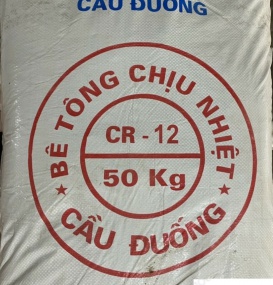 CẦU ĐUỐNG
BÊ TÔNG CHỊU NHIỆT
CR - 12
50 Kg
★ CẦU ĐUỐNG ★